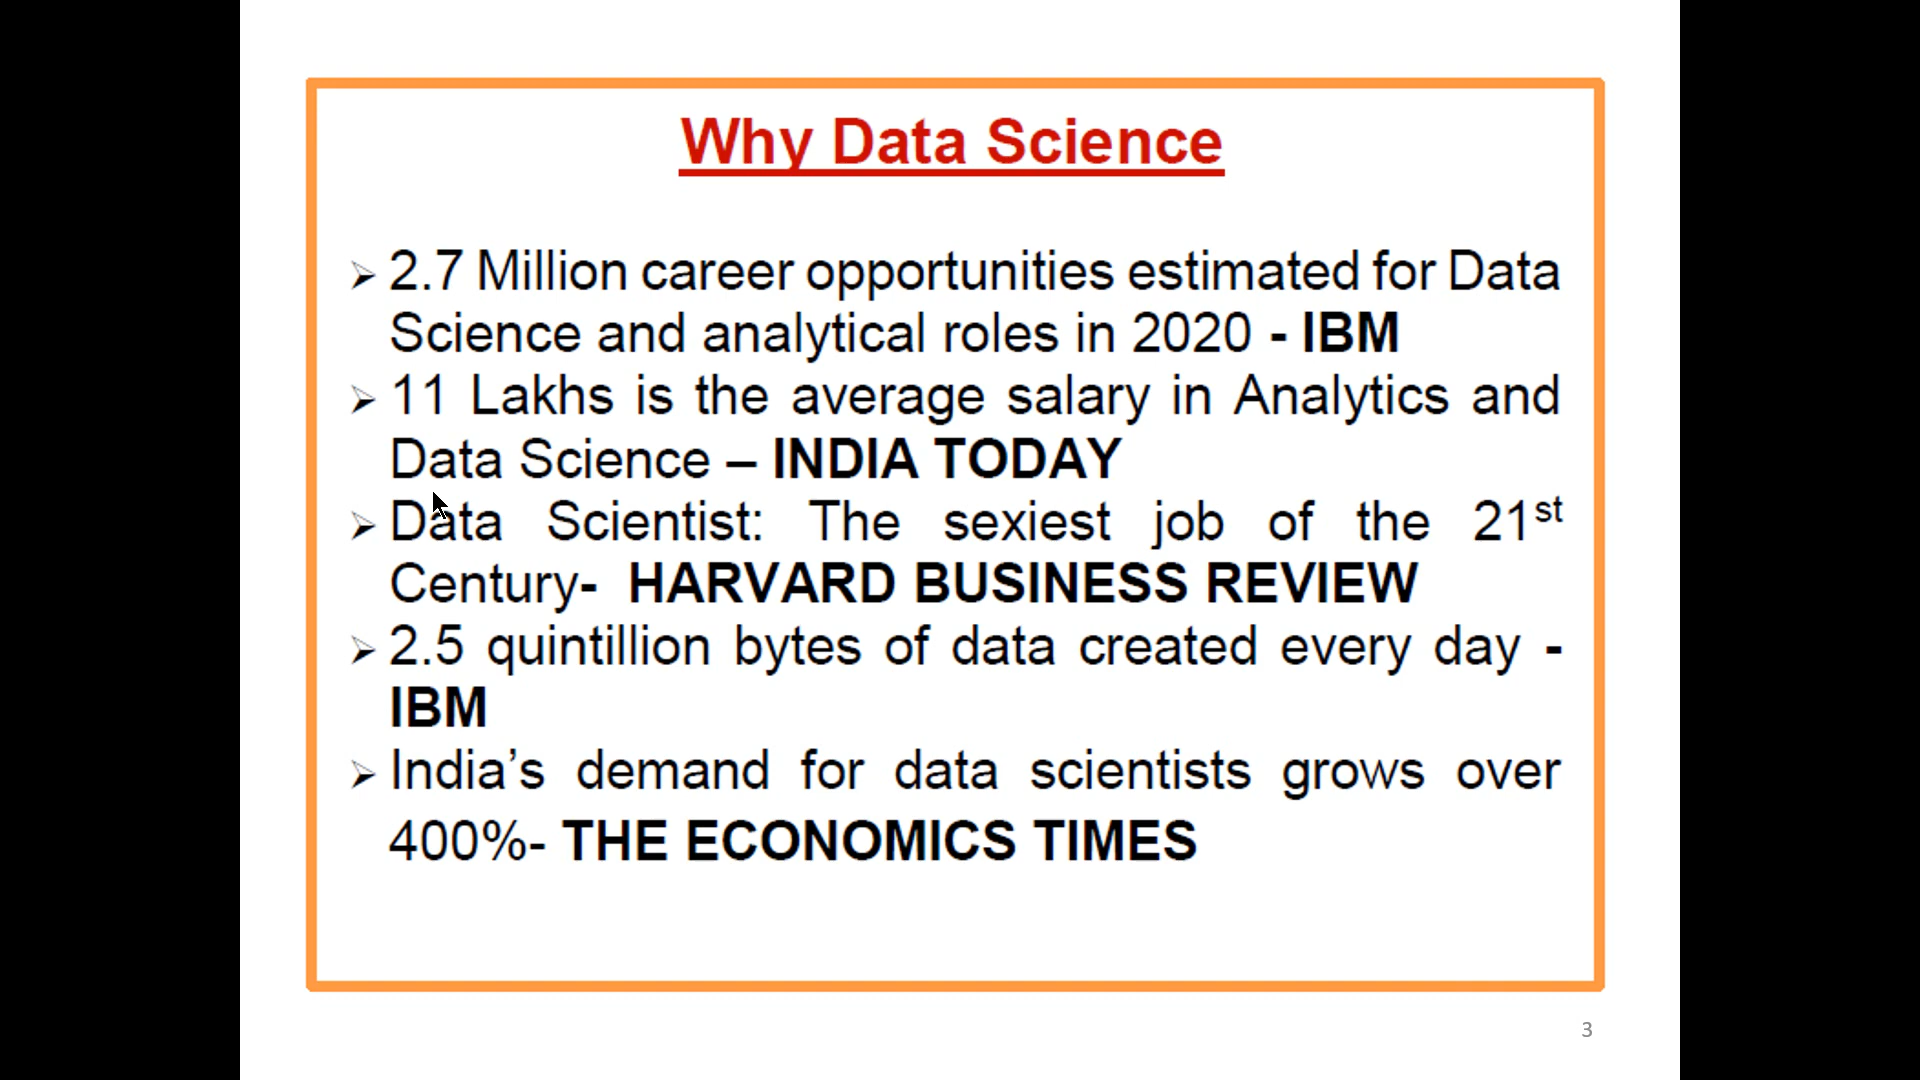 Why Data Science
➢ 2.7 Million career opportunities estimated for Data
Science and analytical roles in 2020 - IBM
➢ 11 Lakhs is the average salary in Analytics and
Data Science – INDIA TODAY
➢ Data Scientist: The sexiest job of the 21st
Century- HARVARD BUSINESS REVIEW
➢ 2.5 quintillion bytes of data created every day -
IBM
➢ India’s demand for data scientists grows over
400%- THE ECONOMICS TIMES
3